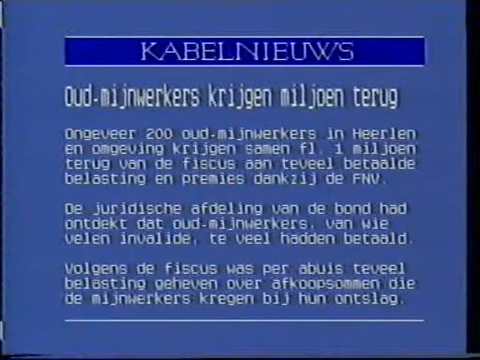 KABELNIEUWS
Oud-mijnwerkers krijgen miljoen terug
Ongeveer 200 oud-mijnwerkers in Heerlen
en omgeving krijgen samen fl. 1 miljoen
terug van de fiscus aan teveel betaalde
belasting en premies dankzij de FNV.
De juridische afdeling van de bond had
ontdekt dat oud-mijnwerkers, van wie
velen invalide, te veel hadden betaald.
Volgens de fiscus was per abuis teveel
belasting geheven over afkoopsommen die
de mijnwerkers kregen bij hun ontslag.